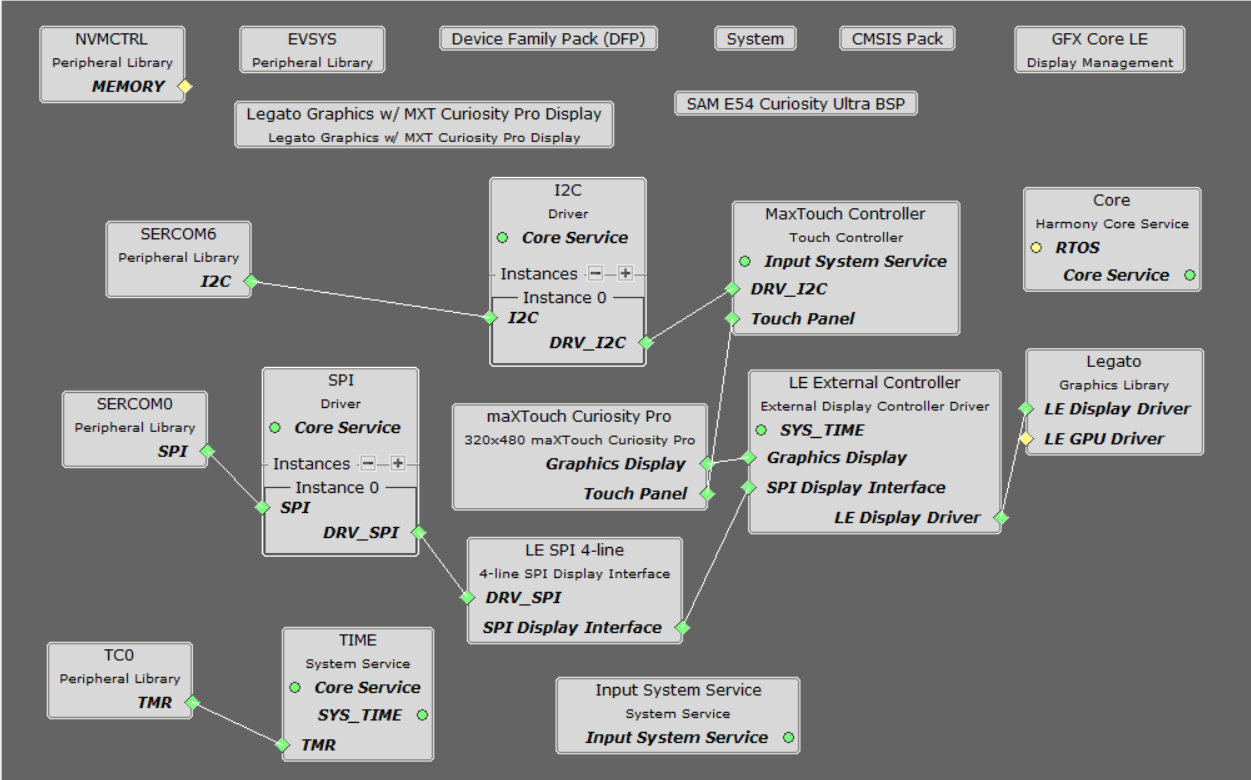 NVMCTRL
Peripheral Library
MEMORY
EVSYS
Peripheral Library
Device Family Pack (DFP)
System
CMSIS Pack
GFX Core LE
Display Management
Legato Graphics w/ MXT Curiosity Pro Display
Legato Graphics w/ MXT Curiosity Pro Display
SAM E54 Curiosity Ultra BSP
SERCOM6
Peripheral Library
I2C
I2C
Driver
Core Service
Instances
Instance 0
I2C
DRV_I2C
MaxTouch Controller
Touch Controller
Input System Service
DRV_I2C
Touch Panel
Core
Harmony Core Service
RTOS
Core Service
SERCOM0
Peripheral Library
SPI
SPI
Driver
Core Service
Instances
Instance 0
SPI
DRV_SPI
maXTouch Curiosity Pro
320x480 maXTouch Curiosity Pro
Graphics Display
Touch Panel
LE External Controller
External Display Controller Driver
SYS_TIME
Graphics Display
SPI Display Interface
LE Display Driver
Legato
Graphics Library
LE Display Driver
LE GPU Driver
LE SPI 4-line
4-line SPI Display Interface
DRV_SPI
SPI Display Interface
TC0
Peripheral Library
TMR
TIME
System Service
Core Service
SYS_TIME
TMR
Input System Service
System Service
Input System Service